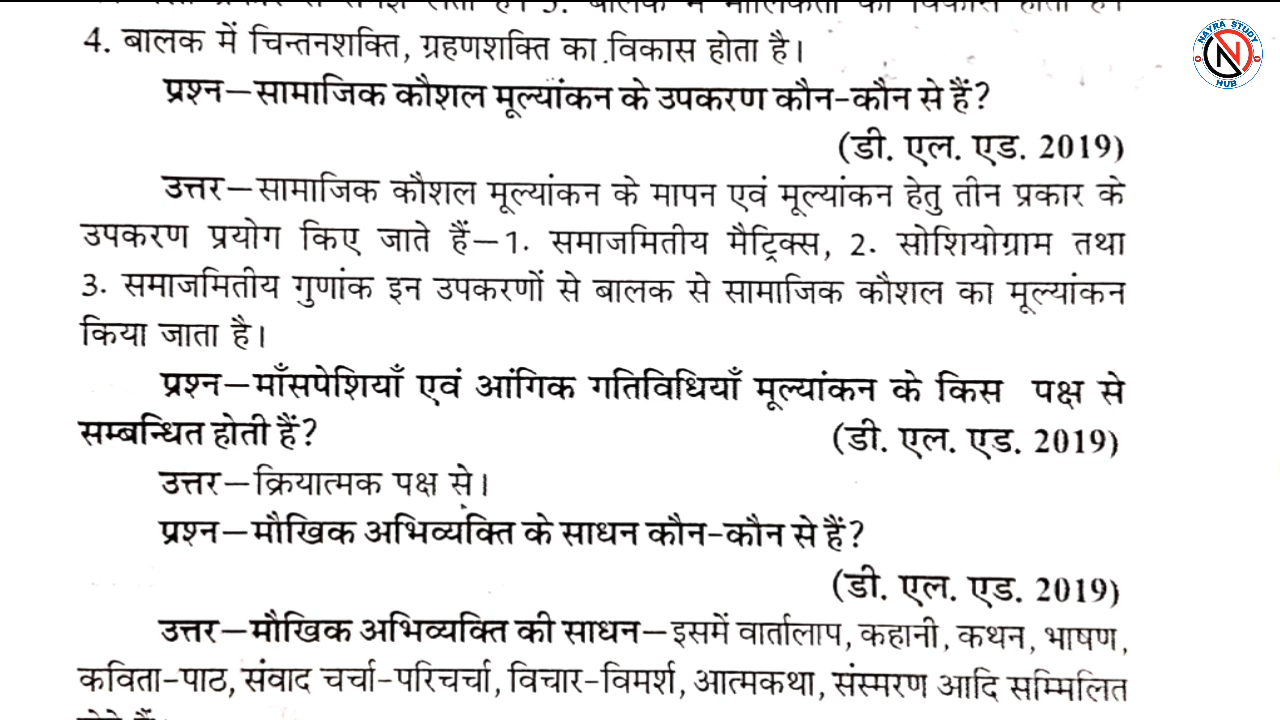 4. बालक में चिन्तनशक्ति, ग्रहणशक्ति का विकास होता है।
प्रश्न–सामाजिक कौशल मूल्यांकन के उपकरण कौन-कौन से हैं?
(डी. एल. एड. 2019)
उत्तर–सामाजिक कौशल मूल्यांकन के मापन एवं मूल्यांकन हेतु तीन प्रकार के
उपकरण प्रयोग किए जाते हैं–1. समाजमितीय मैट्रिक्स, 2. सोशियोग्राम तथा
3. समाजमितीय गुणांक इन उपकरणों से बालक से सामाजिक कौशल का मूल्यांकन
किया जाता है।
प्रश्न–माँसपेशियाँ एवं आंगिक गतिविधियाँ मूल्यांकन के किस पक्ष से
सम्बन्धित होती हैं? (डी. एल. एड. 2019)
उत्तर–क्रियात्मक पक्ष से।
प्रश्न–मौखिक अभिव्यक्ति के साधन कौन-कौन से हैं?
(डी. एल. एड. 2019)
उत्तर–मौखिक अभिव्यक्ति की साधन–इसमें वार्तालाप, कहानी, कथन, भाषण,
कविता-पाठ, संवाद चर्चा-परिचर्चा, विचार-विमर्श, आत्मकथा, संस्मरण आदि सम्मिलित
NAYRA STUDY
N
HUB